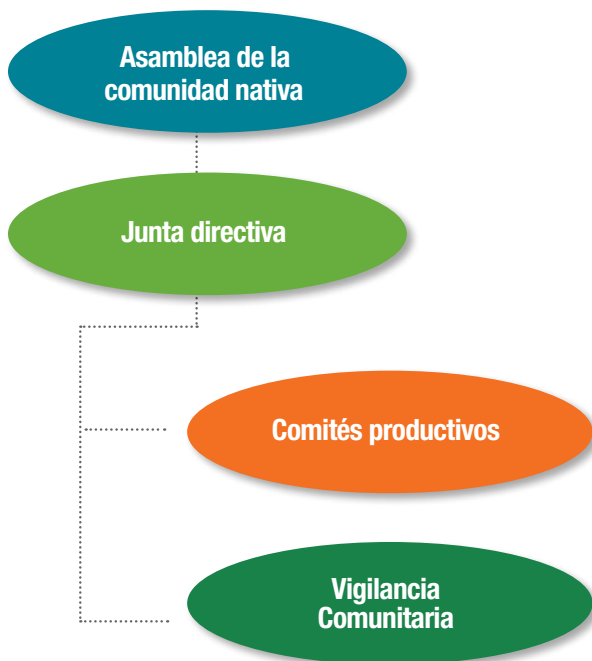 Asamblea de la
comunidad nativa
Junta directiva
Comités productivos
Vigilancia
Comunitaria